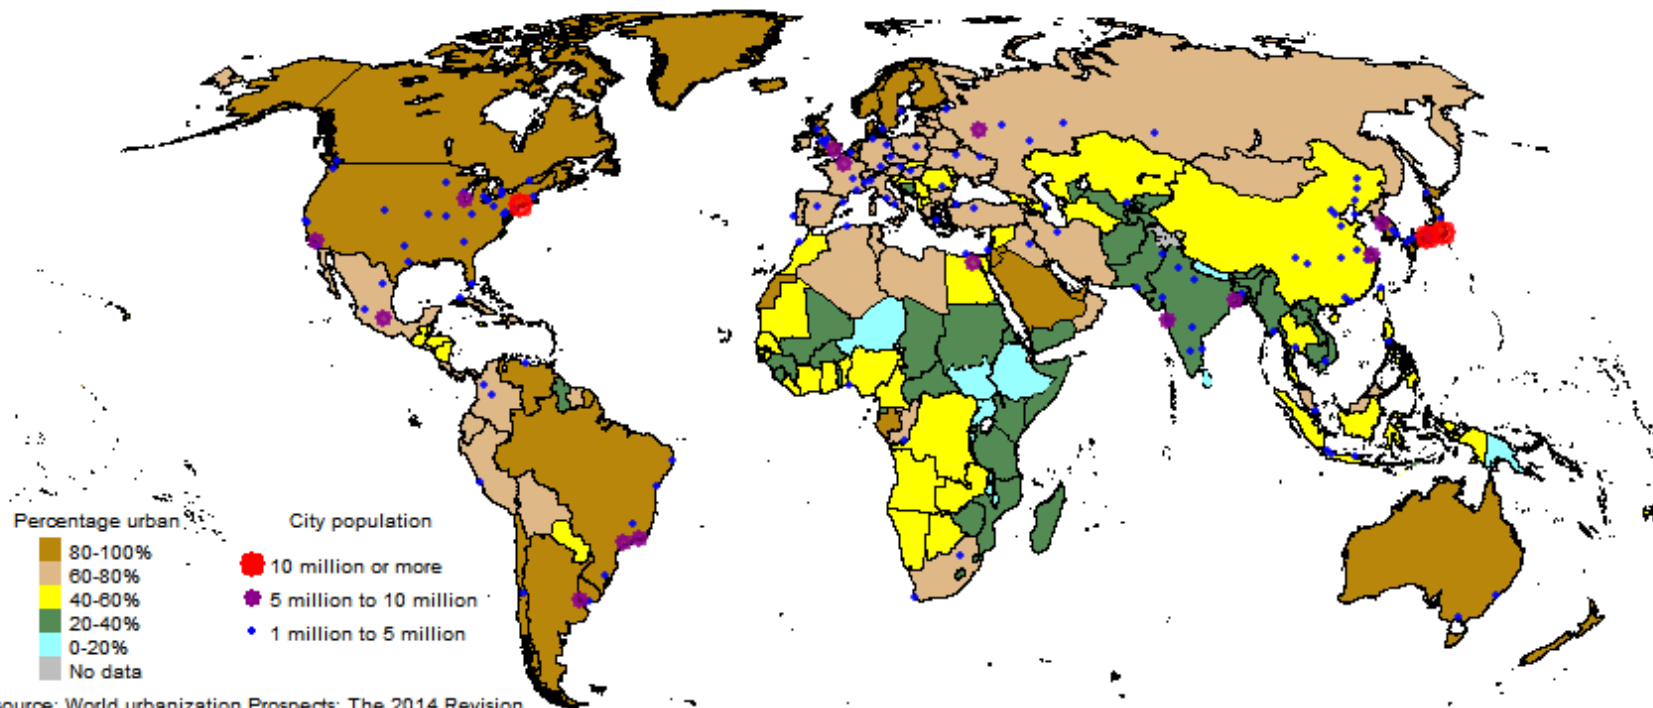 Percentage urban
80-100%
60-80%
40-60%
20-40%
0-20%
No data
City population
10 million or more
5 million to 10 million
1 million to 5 million
source: World urbanization Prospects: The 2014 Revision